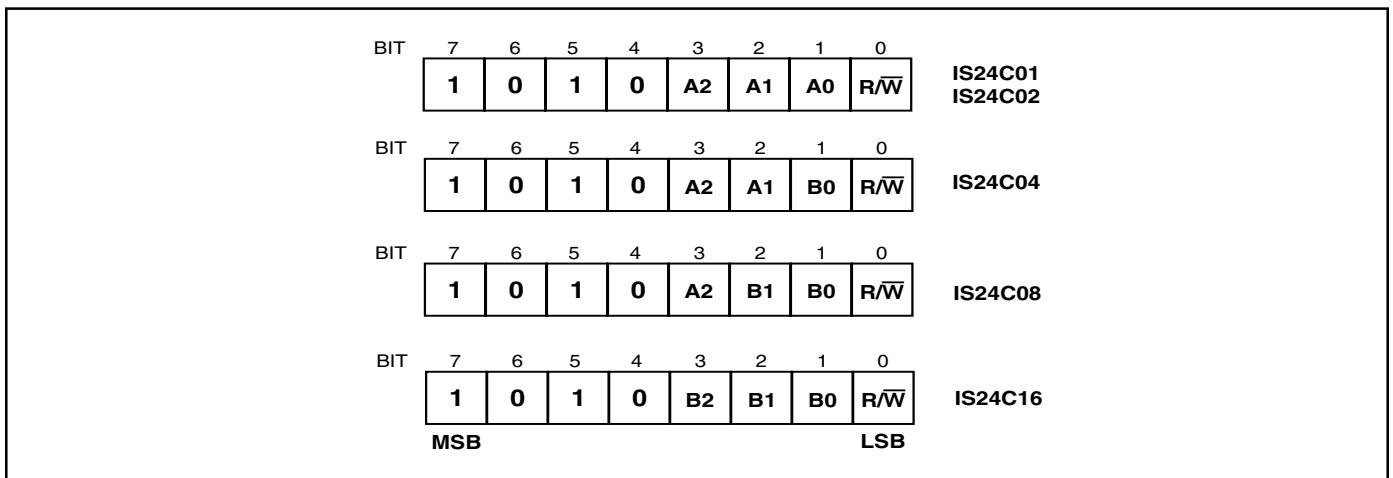 BIT 7 6 5 4 3 2 1 0
1 0 1 0 A2 A1 A0 R/W̅ IS24C01
IS24C02
BIT 7 6 5 4 3 2 1 0
1 0 1 0 A2 A1 B0 R/W̅ IS24C04
BIT 7 6 5 4 3 2 1 0
1 0 1 0 A2 B1 B0 R/W̅ IS24C08
BIT 7 6 5 4 3 2 1 0
1 0 1 0 B2 B1 B0 R/W̅ IS24C16
MSB LSB